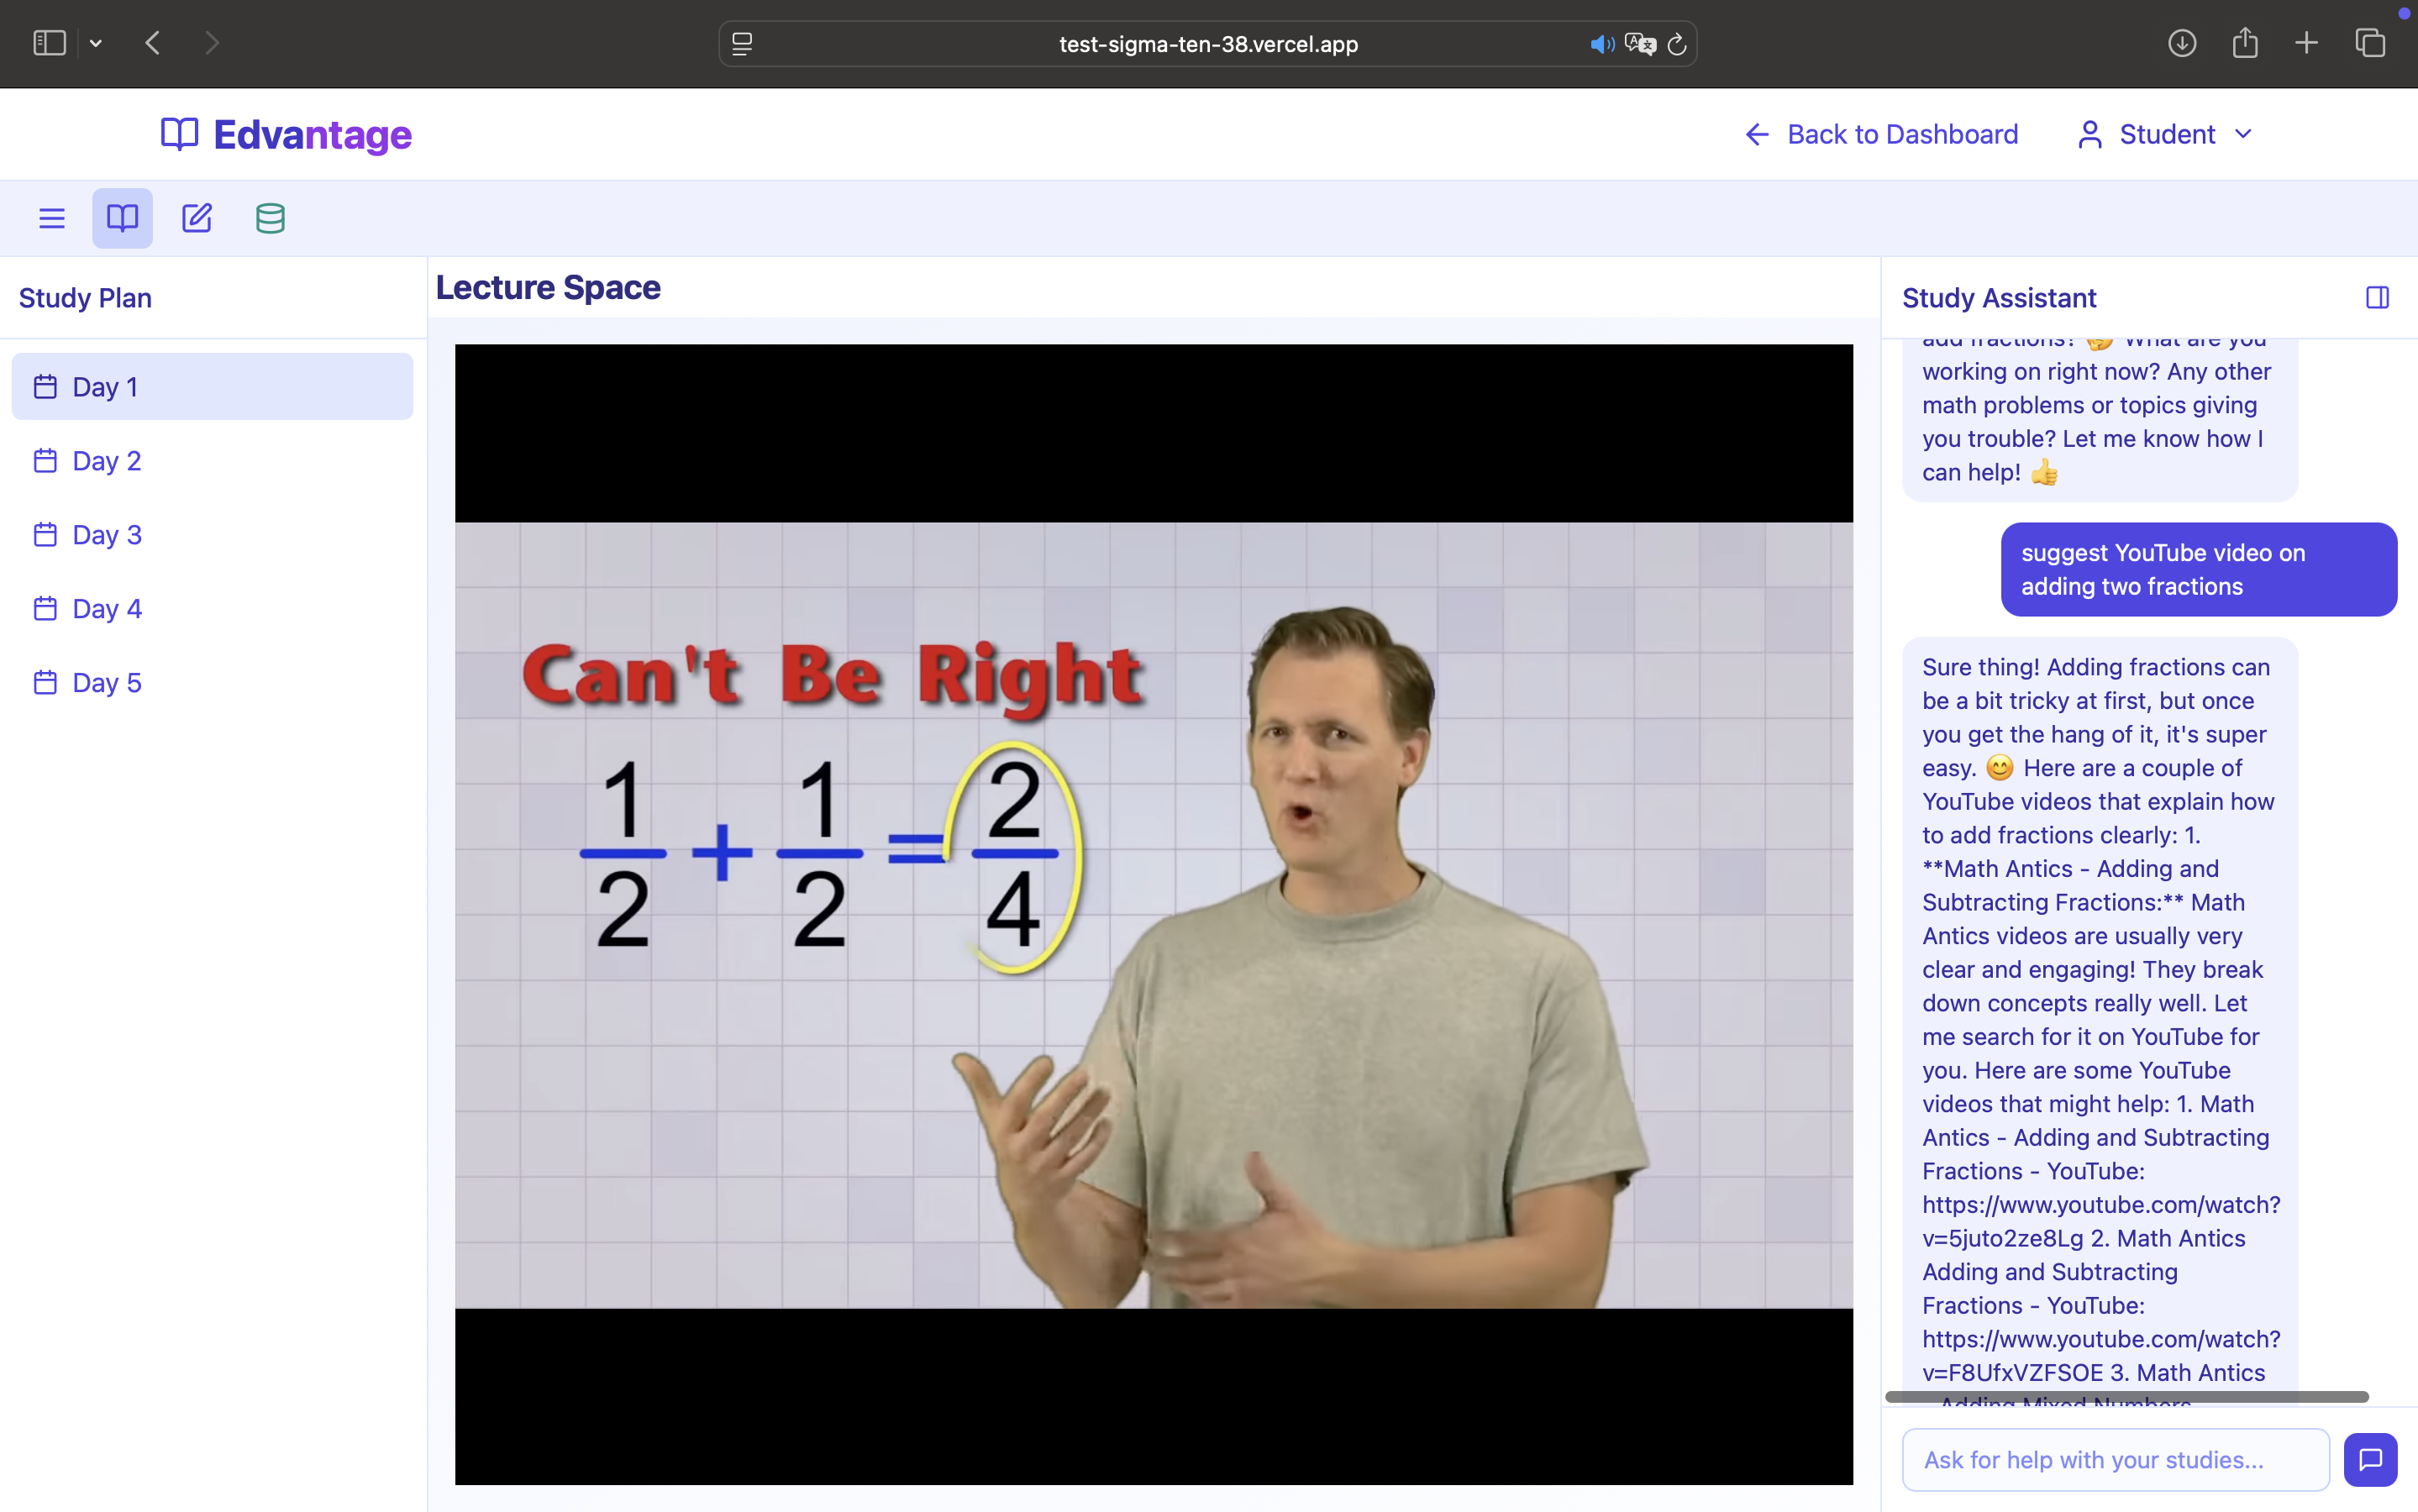 test-sigma-ten-38.vercel.app
Edvantage
Back to Dashboard
Student
Study Plan
Day 1
Day 2
Day 3
Day 4
Day 5
Lecture Space
Can't Be Right
1/2 + 1/2 = 2/4
Study Assistant
add fractions? 🤔 What are you
working on right now? Any other
math problems or topics giving
you trouble? Let me know how I
can help! 👍
suggest YouTube video on
adding two fractions
Sure thing! Adding fractions can
be a bit tricky at first, but once
you get the hang of it, it's super
easy. 😊 Here are a couple of
YouTube videos that explain how
to add fractions clearly: 1.
**Math Antics - Adding and
Subtracting Fractions:** Math
Antics videos are usually very
clear and engaging! They break
down concepts really well. Let
me search for it on YouTube for
you. Here are some YouTube
videos that might help: 1. Math
Antics - Adding and Subtracting
Fractions - YouTube:
https://www.youtube.com/watch?
v=5juto2ze8Lg 2. Math Antics
Adding and Subtracting
Fractions - YouTube:
https://www.youtube.com/watch?
v=F8UfxVZFSOE 3. Math Antics
- Adding Mixed Numbers
Ask for help with your studies...